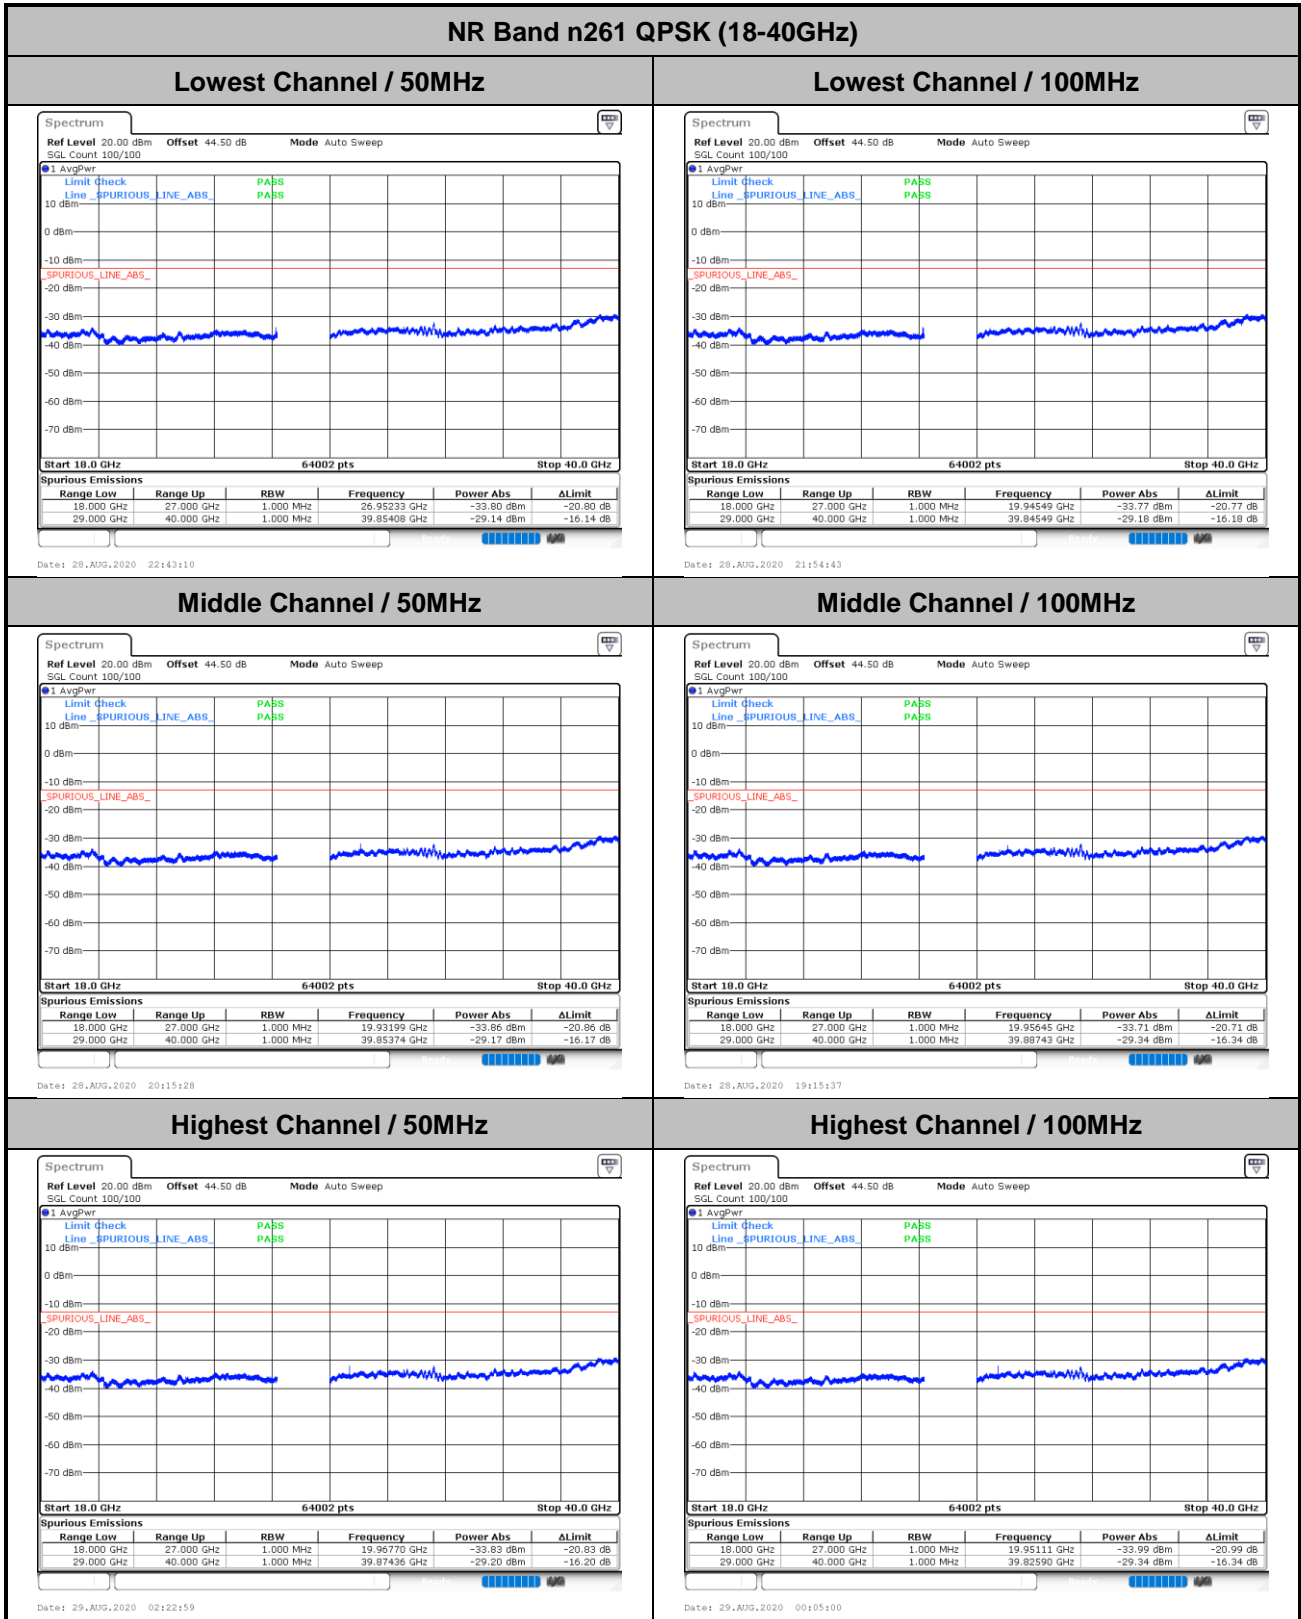 NR Band n261 QPSK (18-40GHz)
Lowest Channel / 50MHz
Spectrum
Ref Level 20.00 dBm Offset 44.50 dB Mode Auto Sweep
SGL Count 100/100
1 AvgPwr
Limit Check PASS
Line _SPURIOUS_LINE_ABS_ PASS
10 dBm
0 dBm
-10 dBm
_SPURIOUS_LINE_ABS_
-20 dBm
-30 dBm
-40 dBm
-50 dBm
-60 dBm
-70 dBm
Start 18.0 GHz 64002 pts Stop 40.0 GHz
Spurious Emissions
Range Low Range Up RBW Frequency Power Abs ΔLimit
18.000 GHz 27.000 GHz 1.000 MHz 26.95233 GHz -33.80 dBm -20.80 dB
29.000 GHz 40.000 GHz 1.000 MHz 39.85408 GHz -29.14 dBm -16.14 dB
Date: 28.AUG.2020 22:43:10
Lowest Channel / 100MHz
Spectrum
Ref Level 20.00 dBm Offset 44.50 dB Mode Auto Sweep
SGL Count 100/100
1 AvgPwr
Limit Check PASS
Line _SPURIOUS_LINE_ABS_ PASS
10 dBm
0 dBm
-10 dBm
_SPURIOUS_LINE_ABS_
-20 dBm
-30 dBm
-40 dBm
-50 dBm
-60 dBm
-70 dBm
Start 18.0 GHz 64002 pts Stop 40.0 GHz
Spurious Emissions
Range Low Range Up RBW Frequency Power Abs ΔLimit
18.000 GHz 27.000 GHz 1.000 MHz 19.94549 GHz -33.77 dBm -20.77 dB
29.000 GHz 40.000 GHz 1.000 MHz 39.84549 GHz -29.18 dBm -16.18 dB
Date: 28.AUG.2020 21:54:43
Middle Channel / 50MHz
Spectrum
Ref Level 20.00 dBm Offset 44.50 dB Mode Auto Sweep
SGL Count 100/100
1 AvgPwr
Limit Check PASS
Line _SPURIOUS_LINE_ABS_ PASS
10 dBm
0 dBm
-10 dBm
_SPURIOUS_LINE_ABS_
-20 dBm
-30 dBm
-40 dBm
-50 dBm
-60 dBm
-70 dBm
Start 18.0 GHz 64002 pts Stop 40.0 GHz
Spurious Emissions
Range Low Range Up RBW Frequency Power Abs ΔLimit
18.000 GHz 27.000 GHz 1.000 MHz 19.93199 GHz -33.86 dBm -20.86 dB
29.000 GHz 40.000 GHz 1.000 MHz 39.85374 GHz -29.17 dBm -16.17 dB
Date: 28.AUG.2020 20:15:28
Middle Channel / 100MHz
Spectrum
Ref Level 20.00 dBm Offset 44.50 dB Mode Auto Sweep
SGL Count 100/100
1 AvgPwr
Limit Check PASS
Line _SPURIOUS_LINE_ABS_ PASS
10 dBm
0 dBm
-10 dBm
_SPURIOUS_LINE_ABS_
-20 dBm
-30 dBm
-40 dBm
-50 dBm
-60 dBm
-70 dBm
Start 18.0 GHz 64002 pts Stop 40.0 GHz
Spurious Emissions
Range Low Range Up RBW Frequency Power Abs ΔLimit
18.000 GHz 27.000 GHz 1.000 MHz 19.95645 GHz -33.71 dBm -20.71 dB
29.000 GHz 40.000 GHz 1.000 MHz 39.88743 GHz -29.34 dBm -16.34 dB
Date: 28.AUG.2020 19:15:37
Highest Channel / 50MHz
Spectrum
Ref Level 20.00 dBm Offset 44.50 dB Mode Auto Sweep
SGL Count 100/100
1 AvgPwr
Limit Check PASS
Line _SPURIOUS_LINE_ABS_ PASS
10 dBm
0 dBm
-10 dBm
_SPURIOUS_LINE_ABS_
-20 dBm
-30 dBm
-40 dBm
-50 dBm
-60 dBm
-70 dBm
Start 18.0 GHz 64002 pts Stop 40.0 GHz
Spurious Emissions
Range Low Range Up RBW Frequency Power Abs ΔLimit
18.000 GHz 27.000 GHz 1.000 MHz 19.96770 GHz -33.83 dBm -20.83 dB
29.000 GHz 40.000 GHz 1.000 MHz 39.87436 GHz -29.20 dBm -16.20 dB
Date: 29.AUG.2020 02:22:59
Highest Channel / 100MHz
Spectrum
Ref Level 20.00 dBm Offset 44.50 dB Mode Auto Sweep
SGL Count 100/100
1 AvgPwr
Limit Check PASS
Line _SPURIOUS_LINE_ABS_ PASS
10 dBm
0 dBm
-10 dBm
_SPURIOUS_LINE_ABS_
-20 dBm
-30 dBm
-40 dBm
-50 dBm
-60 dBm
-70 dBm
Start 18.0 GHz 64002 pts Stop 40.0 GHz
Spurious Emissions
Range Low Range Up RBW Frequency Power Abs ΔLimit
18.000 GHz 27.000 GHz 1.000 MHz 19.95111 GHz -33.99 dBm -20.99 dB
29.000 GHz 40.000 GHz 1.000 MHz 39.82590 GHz -29.34 dBm -16.34 dB
Date: 29.AUG.2020 00:05:00